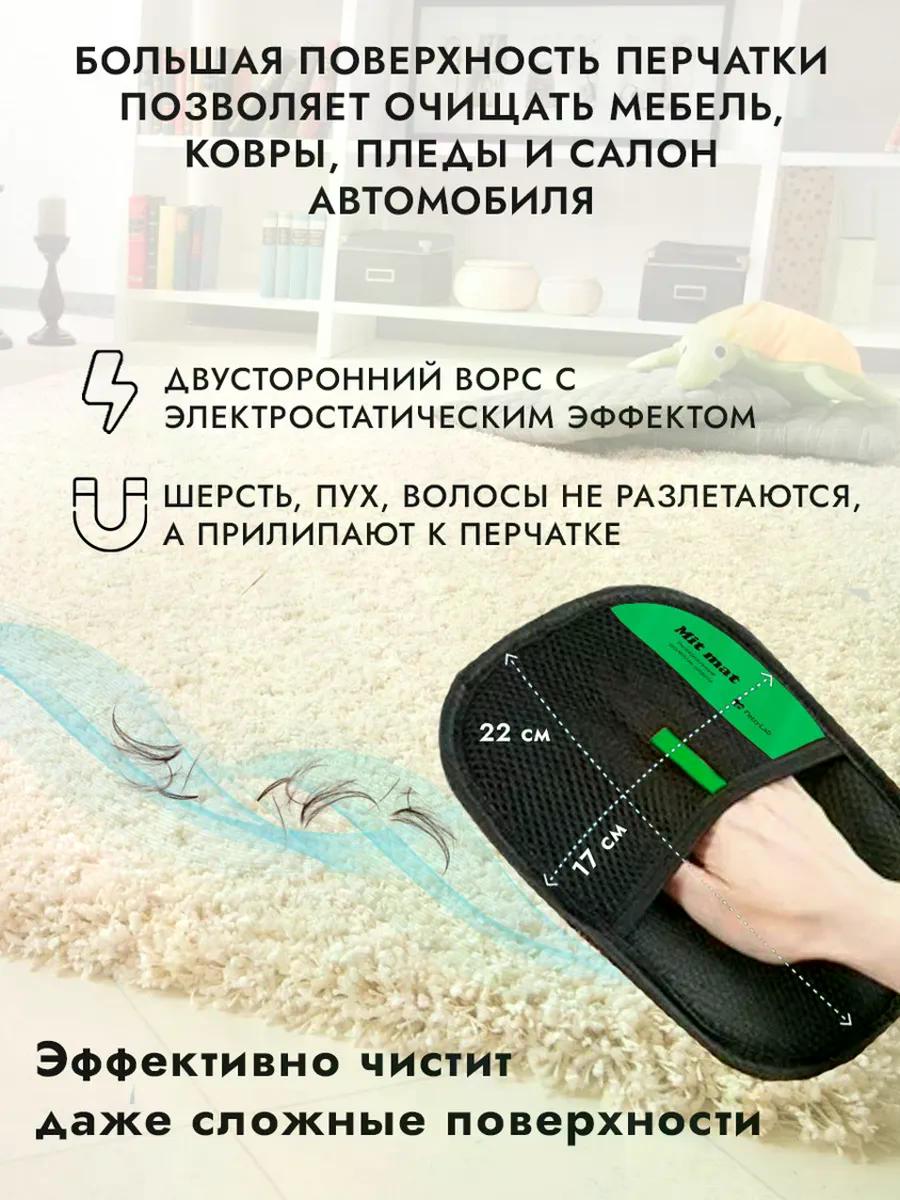 БОЛЬШАЯ ПОВЕРХНОСТЬ ПЕРЧАТКИ
ПОЗВОЛЯЕТ ОЧИЩАТЬ МЕБЕЛЬ,
КОВРЫ, ПЛЕДЫ И САЛОН
АВТОМОБИЛЯ
ДВУСТОРОННИЙ ВОРС С
ЭЛЕКТРОСТАТИЧЕСКИМ ЭФФЕКТОМ
ШЕРСТЬ, ПУХ, ВОЛОСЫ НЕ РАЗЛЕТАЮТСЯ,
А ПРИЛИПАЮТ К ПЕРЧАТКЕ
Mit mat
PettyLab
22 см
17 см
Эффективно чистит
даже сложные поверхности